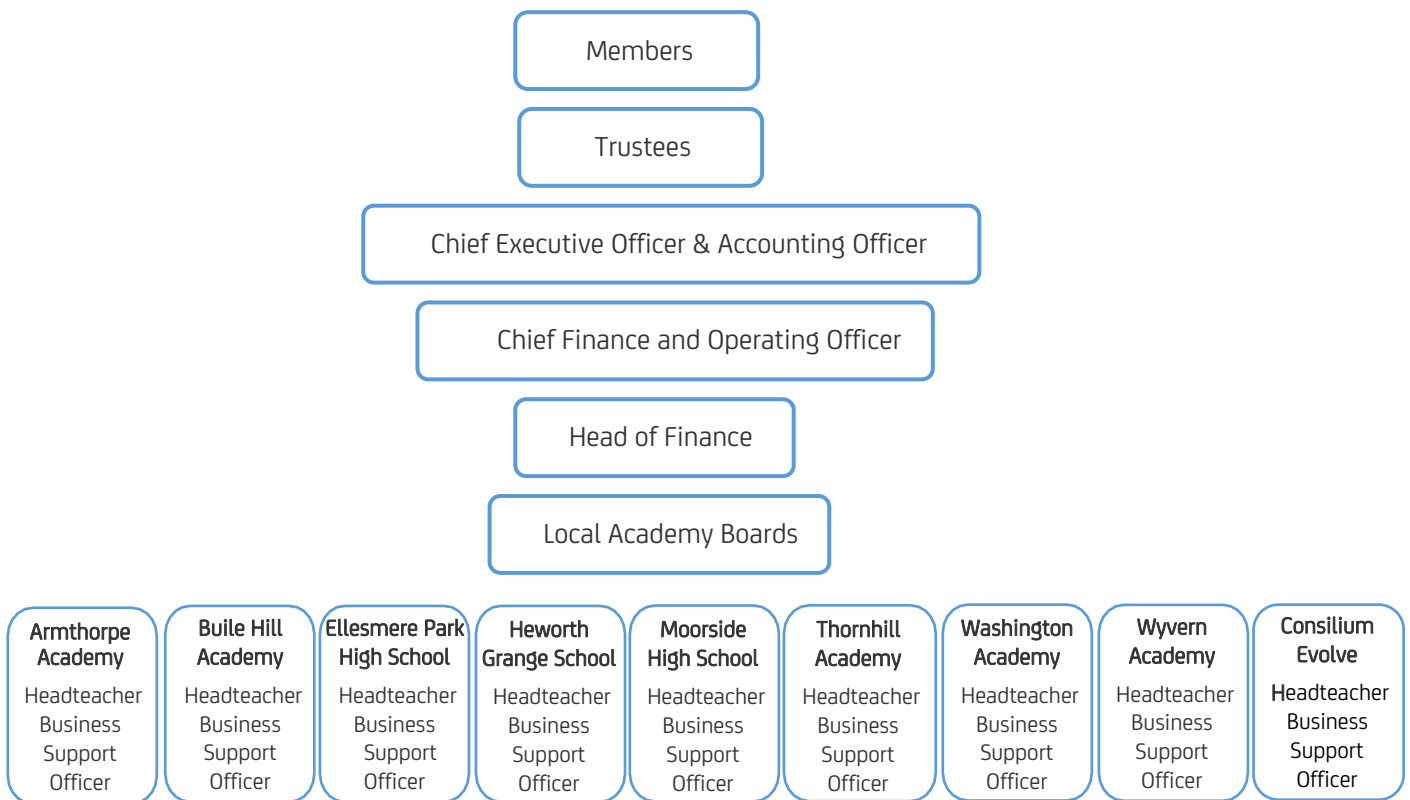 Members
Trustees
Chief Executive Officer & Accounting Officer
Chief Finance and Operating Officer
Head of Finance
Local Academy Boards
Armthorpe
Academy
Headteacher
Business
Support
Officer
Buile Hill
Academy
Headteacher
Business
Support
Officer
Ellesmere Park
High School
Headteacher
Business
Support
Officer
Heworth
Grange School
Headteacher
Business
Support
Officer
Moorside
High School
Headteacher
Business
Support
Officer
Thornhill
Academy
Headteacher
Business
Support
Officer
Washington
Academy
Headteacher
Business
Support
Officer
Wyvern
Academy
Headteacher
Business
Support
Officer
Consilium
Evolve
Headteacher
Business
Support
Officer